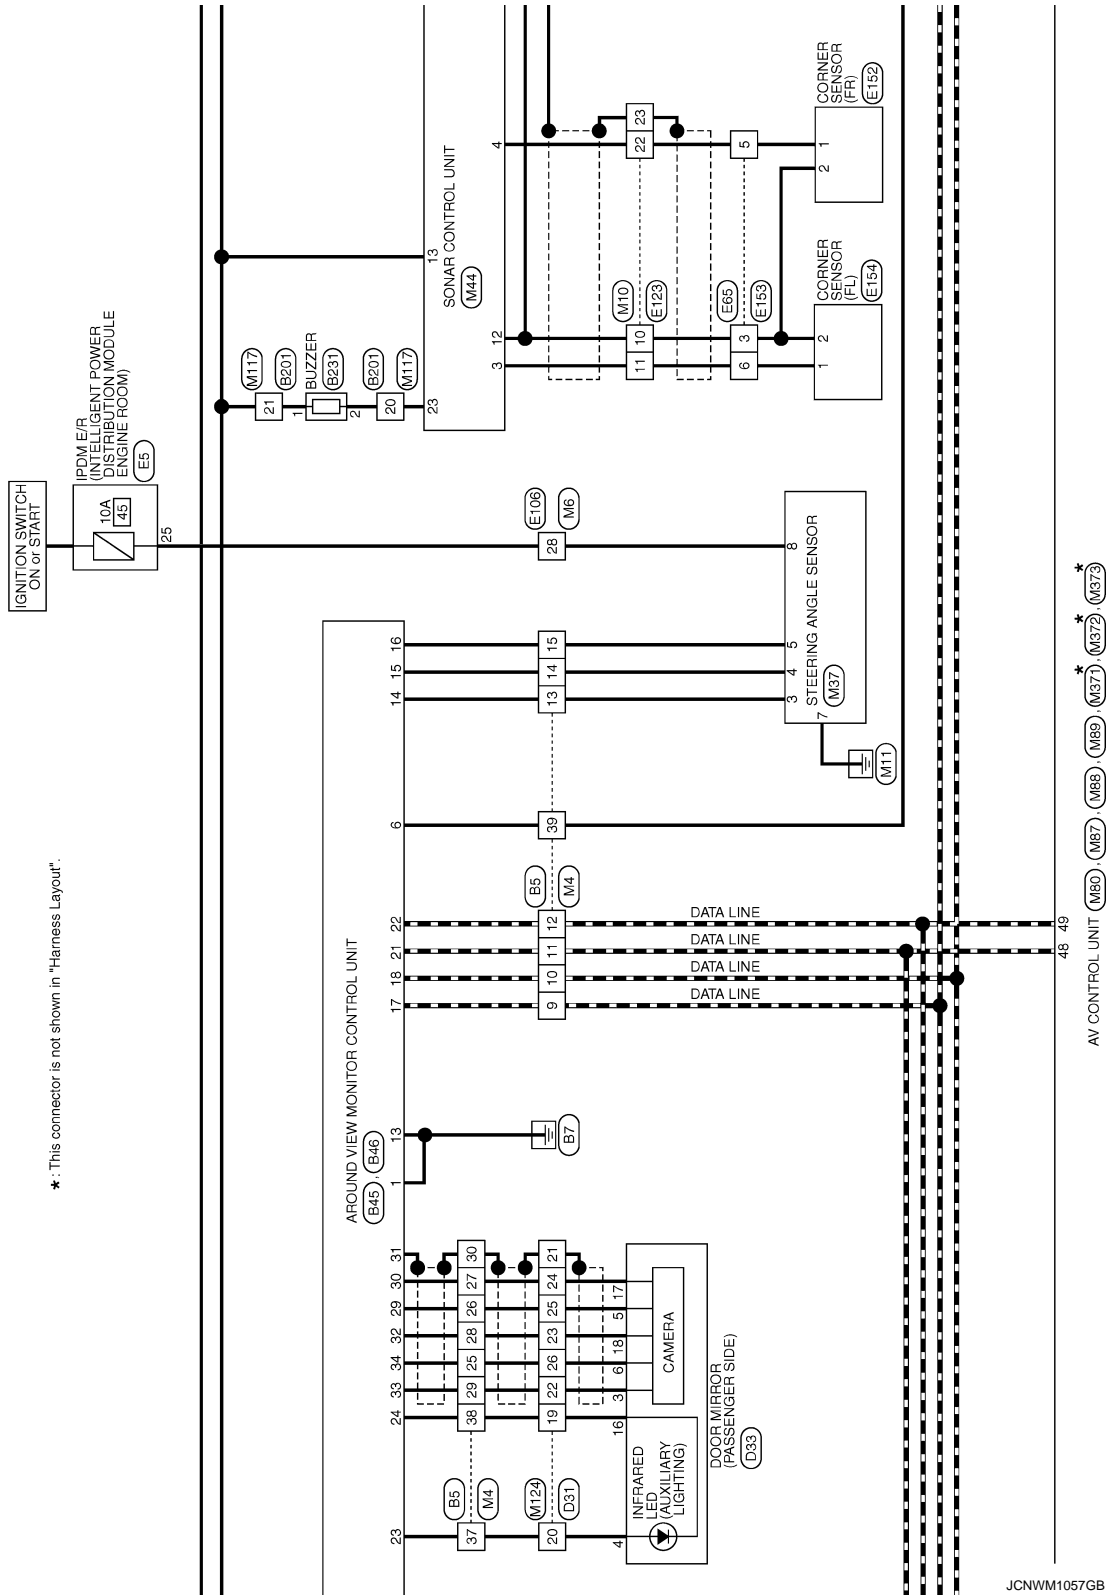 IGNITION SWITCH
ON or START
IPDM E/R
(INTELLIGENT POWER
DISTRIBUTION MODULE
ENGINE ROOM)
E5
10A
45
25
* : This connector is not shown in "Harness Layout".
M117
21
B201
1
BUZZER
B231
2
B201
20
M117
23
13
SONAR CONTROL UNIT
M44
3
12
4
11
10
M10
E123
22
23
6
3
E65
E153
5
CORNER
SENSOR
(FL)
E154
1
2
CORNER
SENSOR
(FR)
E152
2
1
E106
28
M6
8
STEERING ANGLE SENSOR
M37
3
4
5
7
M11
AROUND VIEW MONITOR CONTROL UNIT
B45 , B46
23
24
33
34
32
29
30
31
1
13
17
18
21
22
6
14
15
16
B5
M4
37
38
29
25
28
26
27
30
M124
D31
20
19
22
26
23
25
24
21
4
16
3
6
18
5
17
INFRARED
LED
(AUXILIARY
LIGHTING)
CAMERA
DOOR MIRROR
(PASSENGER SIDE)
D33
B7
9
10
11
12
B5
M4
39
13
14
15
DATA LINE
DATA LINE
DATA LINE
DATA LINE
48
49
AV CONTROL UNIT M80 , M87 , M88 , M89 , M371 * , M372 * , M373 *
JCNWM1057GB